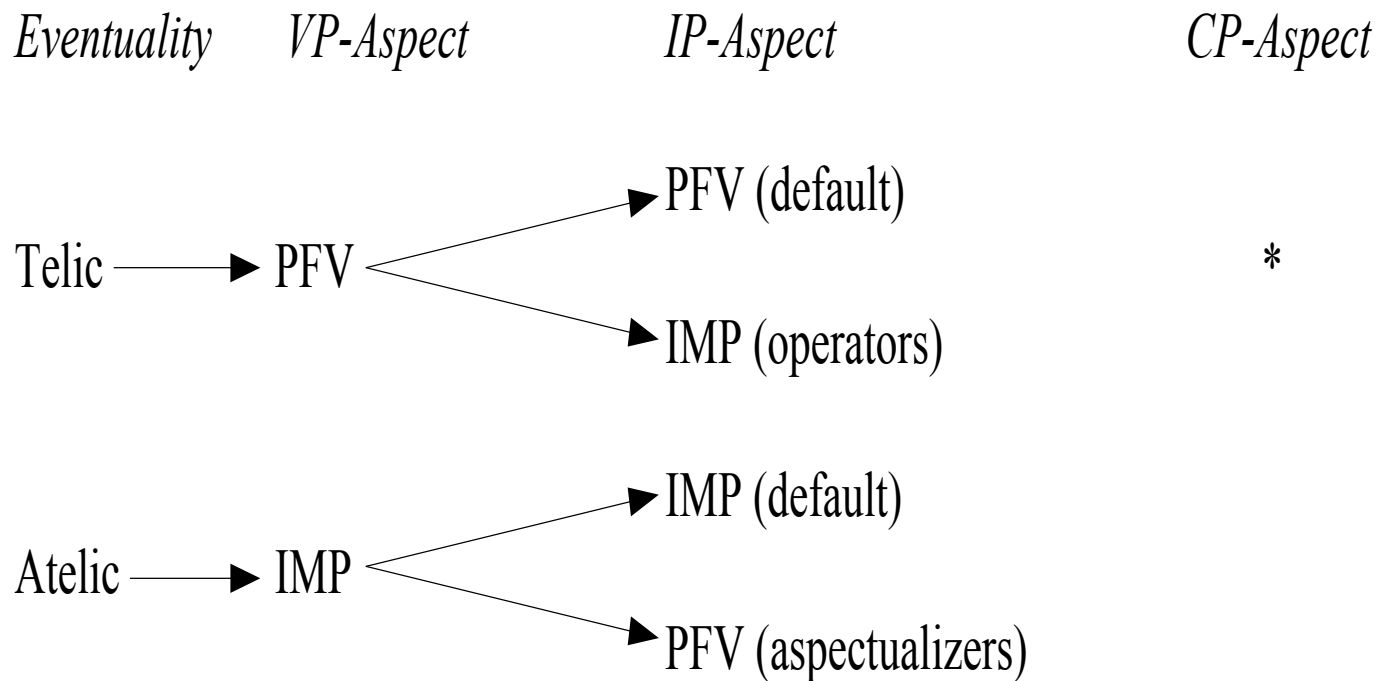 Eventuality VP-Aspect IP-Aspect CP-Aspect
PFV (default)
Telic PFV *
IMP (operators)
IMP (default)
Atelic IMP
PFV (aspectualizers)